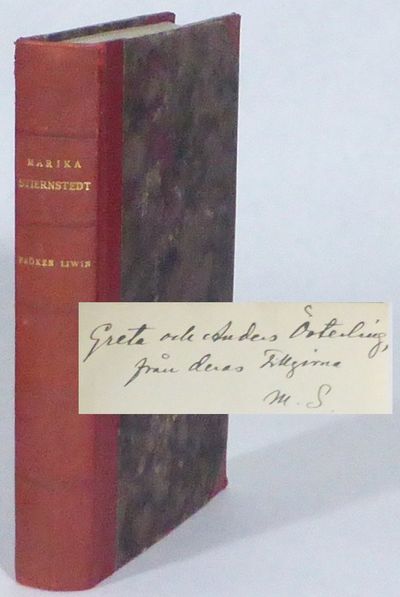 MARIKA
STIERNSTEDT
FRÖKEN LIWIN
Greta och Anders Österling,
från deras Tillgivna
M. S.